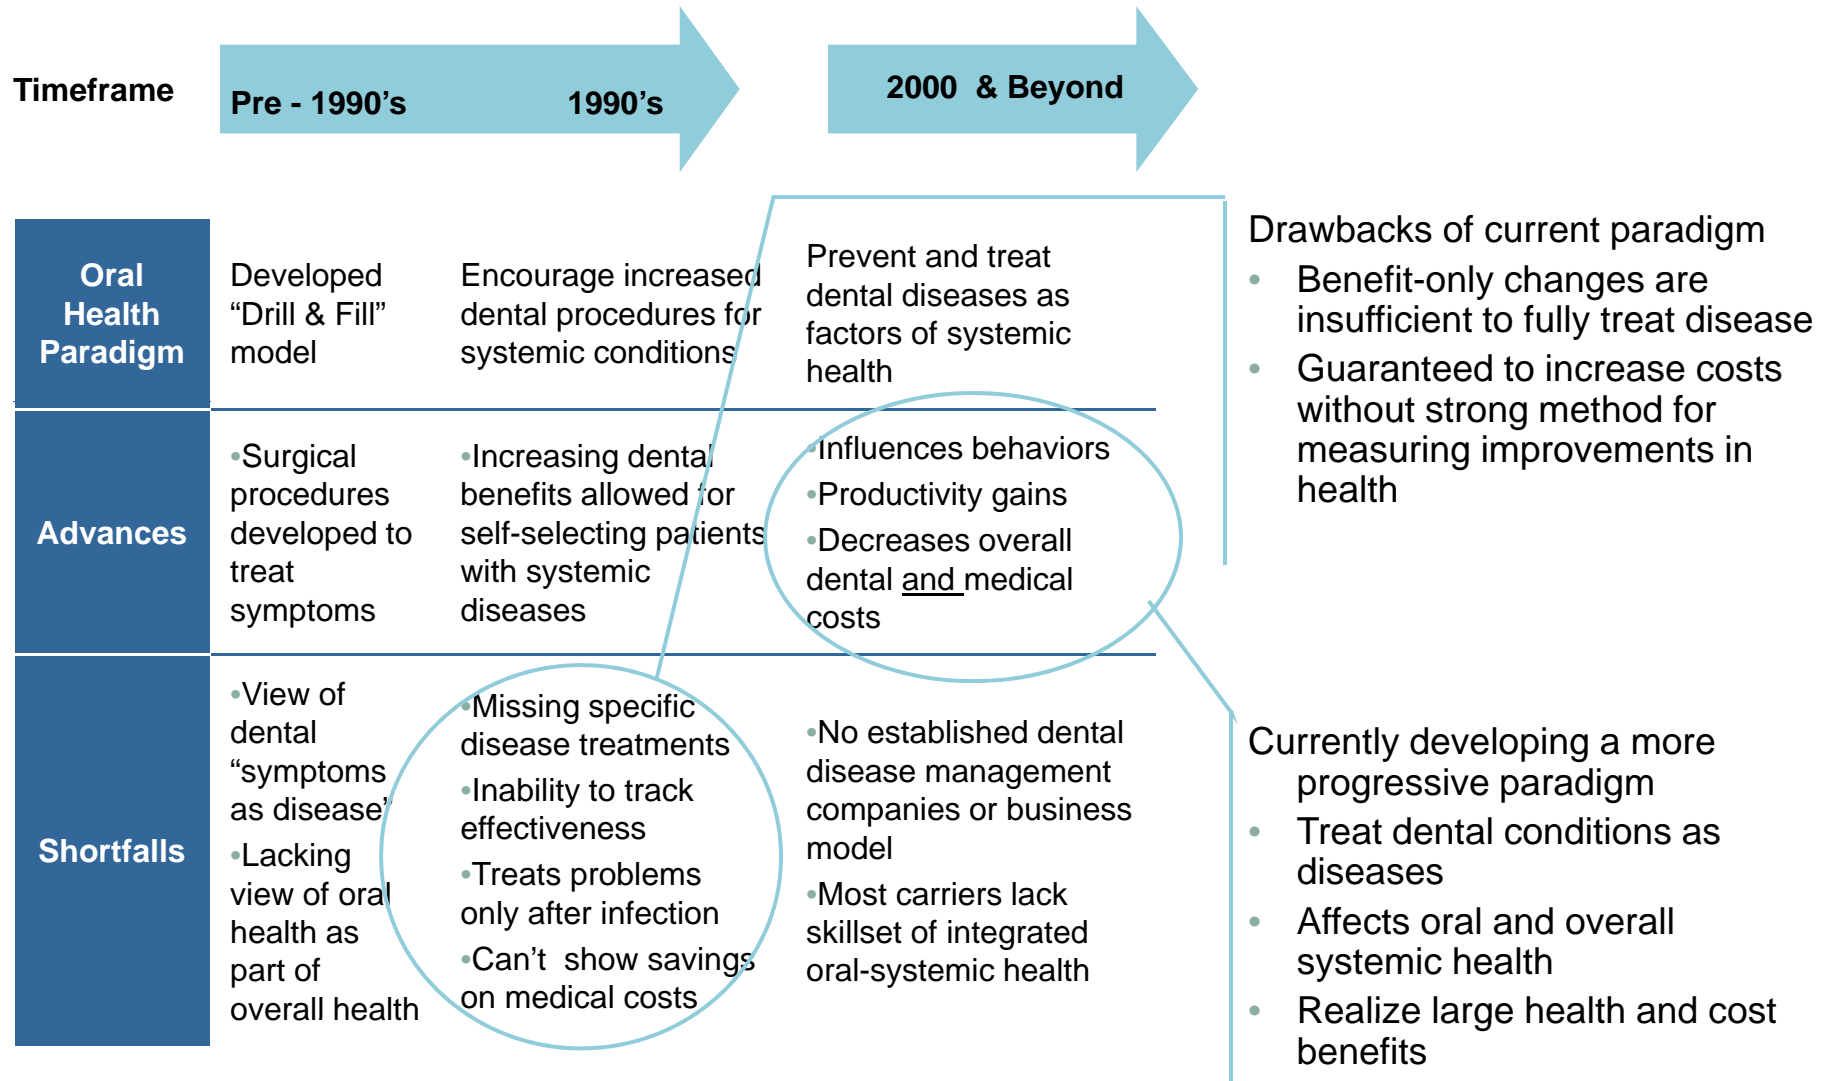 Timeframe
Pre - 1990’s
1990’s
2000 & Beyond
Oral
Health
Paradigm
Developed
“Drill & Fill”
model
Encourage increased
dental procedures for
systemic conditions
Prevent and treat
dental diseases as
factors of systemic
health
Advances
•Surgical
procedures
developed to
treat
symptoms
•Increasing dental
benefits allowed for
self-selecting patients
with systemic
diseases
•Influences behaviors
•Productivity gains
•Decreases overall
dental and medical
costs
Shortfalls
•View of
dental
“symptoms
as disease”
•Lacking
view of oral
health as
part of
overall health
•Missing specific
disease treatments
•Inability to track
effectiveness
•Treats problems
only after infection
•Can’t show savings
on medical costs
•No established dental
disease management
companies or business
model
•Most carriers lack
skillset of integrated
oral-systemic health
Drawbacks of current paradigm
• Benefit-only changes are
insufficient to fully treat disease
• Guaranteed to increase costs
without strong method for
measuring improvements in
health
Currently developing a more
progressive paradigm
• Treat dental conditions as
diseases
• Affects oral and overall
systemic health
• Realize large health and cost
benefits